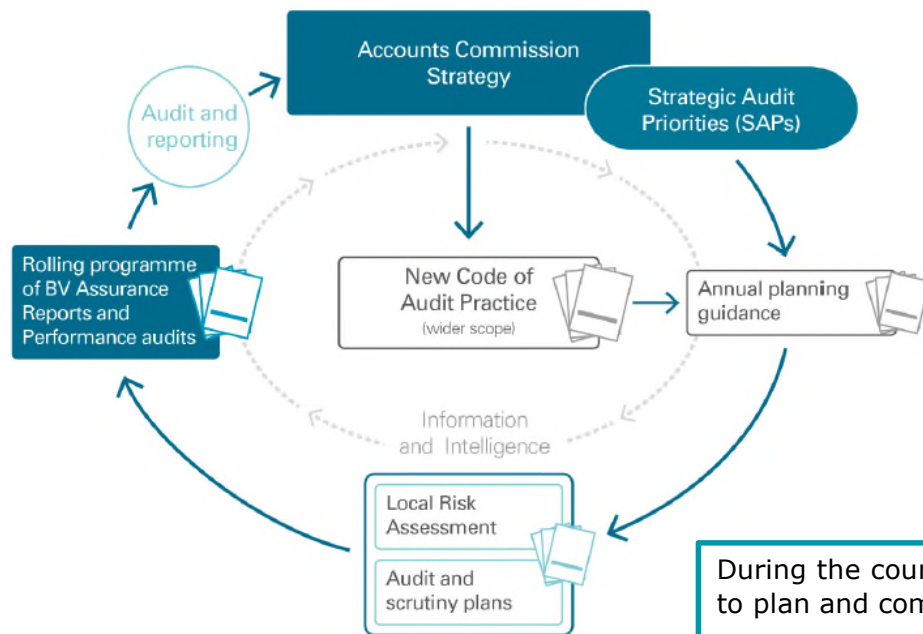 Accounts Commission
Strategy
Strategic Audit
Priorities (SAPs)
Audit and
reporting
Rolling programme
of BV Assurance
Reports and
Performance audits
New Code of
Audit Practice
(wider scope)
Annual planning
guidance
Information
and Intelligence
Local Risk
Assessment
Audit and
scrutiny plans
During the cour
to plan and com